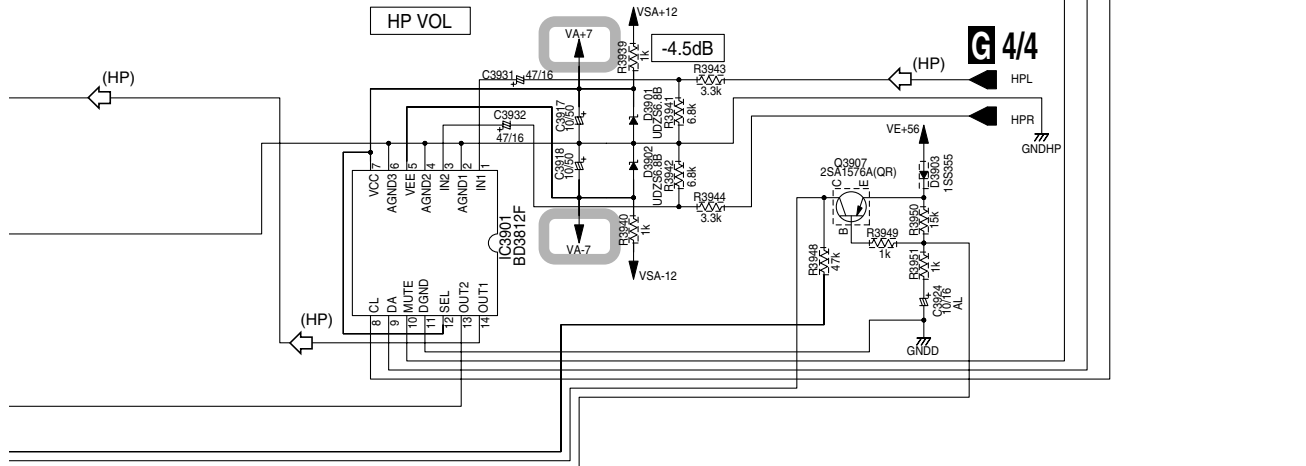 HP VOL
VSA+12
VA+7
R3939
1k
-4.5dB
G 4/4
(HP)
(HP)
C3931
47/16
R3943
3.3k
HPL
C3917
10/50
D3901
UDZS6.8B
R3941
6.8k
C3932
47/16
HPR
VE+56
GNDHP
C3918
10/50
D3902
UDZS6.8B
R3942
6.8k
Q3907
2SA1576A(QR)
C
E
B
D3903
1SS355
VCC 7
AGND3 6
VEE 5
AGND2 4
IN2 3
AGND1 2
IN1 1
R3944
3.3k
R3950
15k
IC3901
BD3812F
R3940
1k
VA-7
R3949
1k
R3948
47k
R3951
1k
VSA-12
C3924
10/16
AL
CL
DA
MUTE
DGND
SEL
OUT2
OUT1
8
9
10
11
12
13
14
(HP)
GNDD